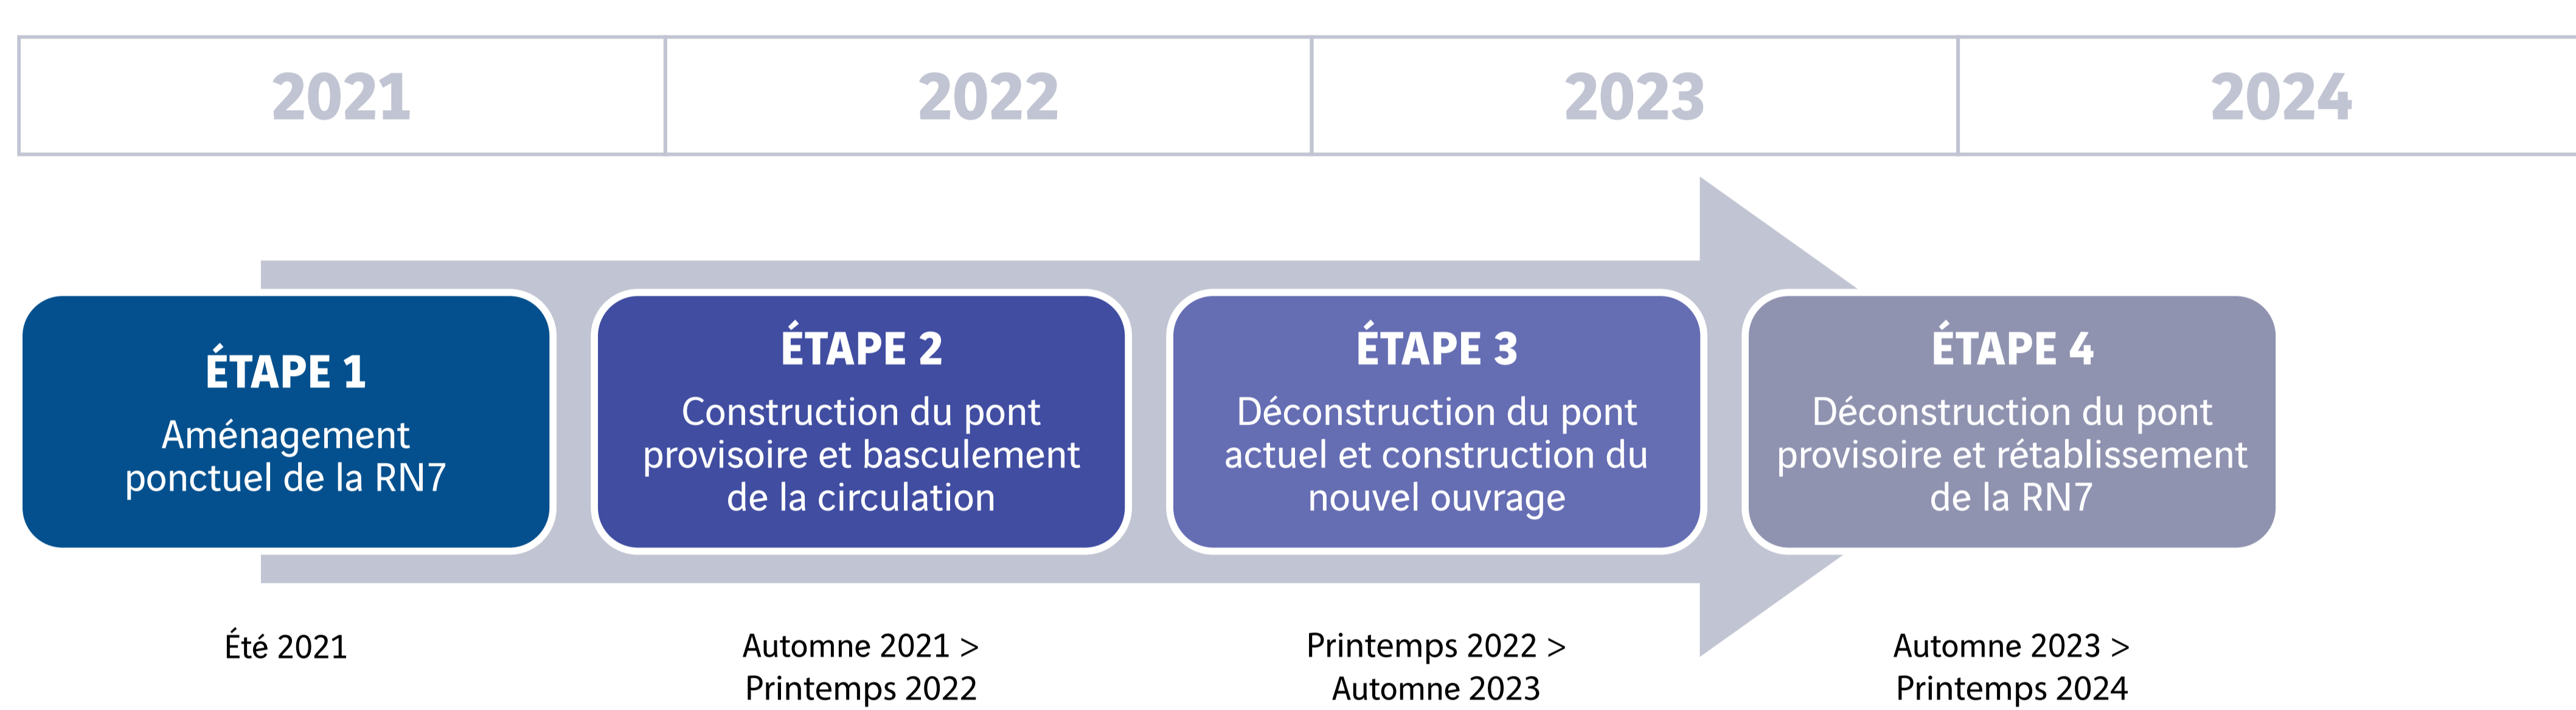 2021
2022
2023
2024
ÉTAPE 1
Aménagement
ponctuel de la RN7
Été 2021
ÉTAPE 2
Construction du pont
provisoire et basculement
de la circulation
Automne 2021 >
Printemps 2022
ÉTAPE 3
Déconstruction du pont
actuel et construction du
nouvel ouvrage
Printemps 2022 >
Automne 2023
ÉTAPE 4
Déconstruction du pont
provisoire et rétablissement
de la RN7
Automne 2023 >
Printemps 2024